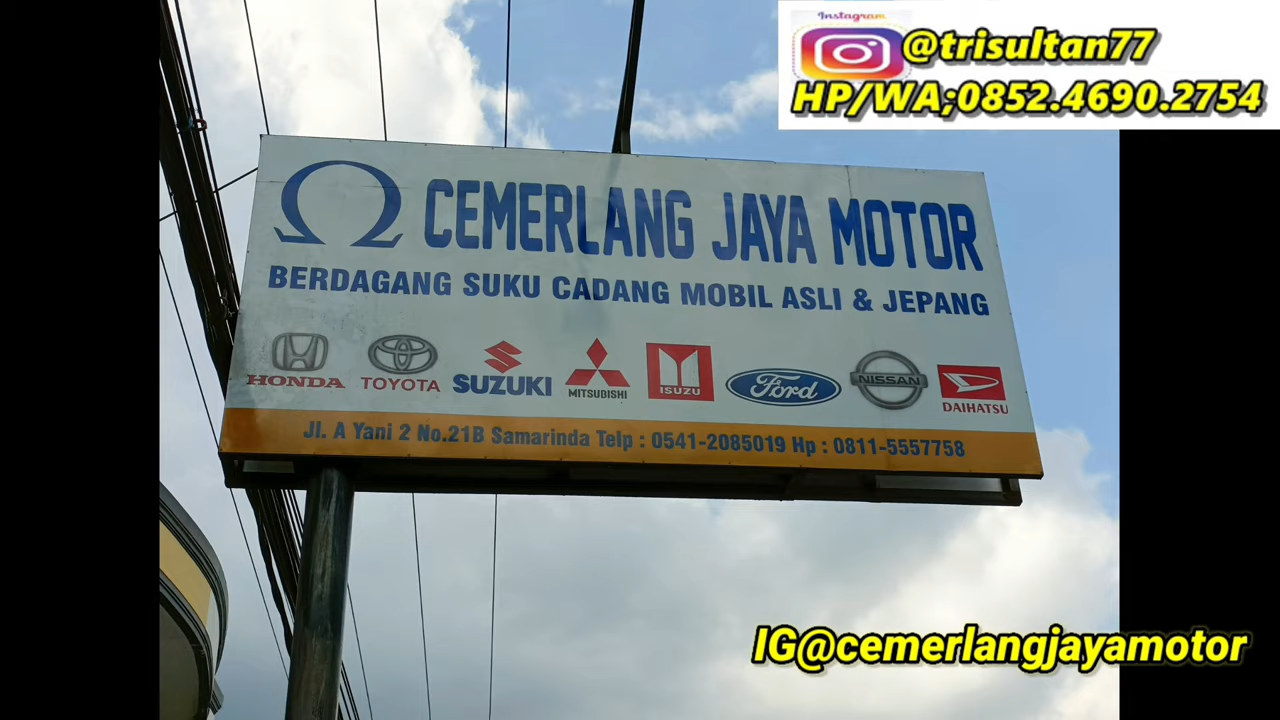 Instagram
@trisultan77
HP/WA;0852.4690.2754
Ω CEMERLANG JAYA MOTOR
BERDAGANG SUKU CADANG MOBIL ASLI & JEPANG
HONDA TOYOTA SUZUKI MITSUBISHI ISUZU Ford NISSAN DAIHATSU
Jl. A Yani 2 No.21B Samarinda Telp : 0541-2085019 Hp : 0811-5557758
IG@cemerlangjayamotor